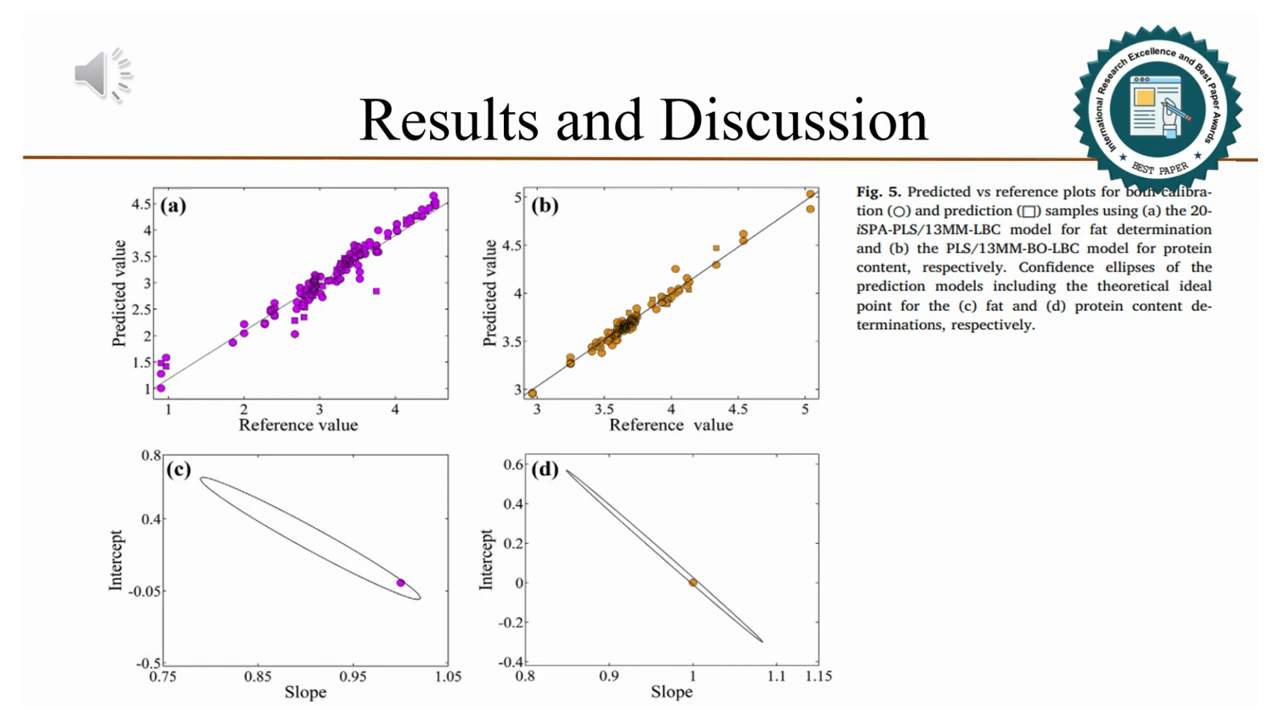 International Research Excellence and Best Paper Awards
BEST PAPER
Results and Discussion
(a)
Predicted value
4.5
4
3.5
3
2.5
2
1.5
1
1 2 3 4
Reference value
(b)
Predicted value
5
4.5
4
3.5
3
3 3.5 4 4.5 5
Reference value
Fig. 5. Predicted vs reference plots for both calibra-
tion (○) and prediction (□) samples using (a) the 20-
iSPA-PLS/13MM-LBC model for fat determination
and (b) the PLS/13MM-BO-LBC model for protein
content, respectively. Confidence ellipses of the
prediction models including the theoretical ideal
point for the (c) fat and (d) protein content de-
terminations, respectively.
(c)
Intercept
0.8
0.4
-0.05
-0.5
0.75 0.85 0.95 1.05
Slope
(d)
Intercept
0.6
0.4
0.2
0
-0.2
-0.4
0.8 0.9 1 1.1 1.15
Slope